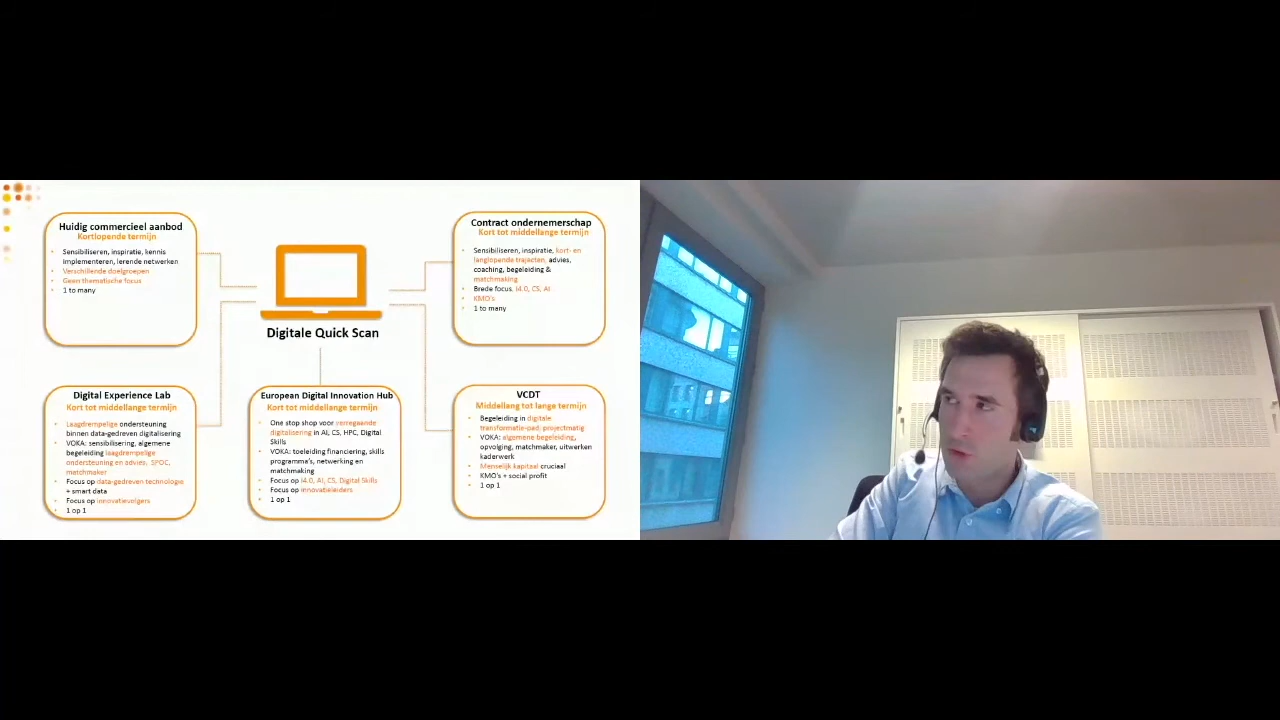 Huidig commercieel aanbod
Kortlopende termijn
• Sensibiliseren, inspiratie, kennis
implementeren, lerende netwerken
• Verschillende doelgroepen
• Geen thematische focus
• 1 to many
Contract ondernemerschap
Kort tot middellange termijn
• Sensibiliseren, inspiratie, kort- en
langlopende trajecten, advies,
coaching, begeleiding &
matchmaking
• Brede focus, I4.0, CS, AI
• KMO's
• 1 to many
Digitale Quick Scan
Digital Experience Lab
Kort tot middellange termijn
• Laagdrempelige ondersteuning
binnen data-gedreven digitalisering
• VOKA: sensibilisering, algemene
begeleiding laagdrempelige
ondersteuning en advies, SPOC,
matchmaker
• Focus op data-gedreven technologie
+ smart data
• Focus op innovatievolgers
• 1 op 1
European Digital Innovation Hub
Kort tot middellange termijn
• One stop shop voor verregaande
digitalisering in AI, CS, HPC, Digital
Skills
• VOKA: toeleiding financiering, skills
programma's, netwerking en
matchmaking
• Focus op I4.0, AI, CS, Digital Skills
• Focus op innovatieleiders
• 1 op 1
VCDT
Middellang tot lange termijn
• Begeleiding in digitale
transformatie-pad, projectmatig
• VOKA: algemene begeleiding,
opvolging, matchmaker, uitwerken
kaderwerk
• Menselijk kapitaal cruciaal
• KMO's + social profit
• 1 op 1